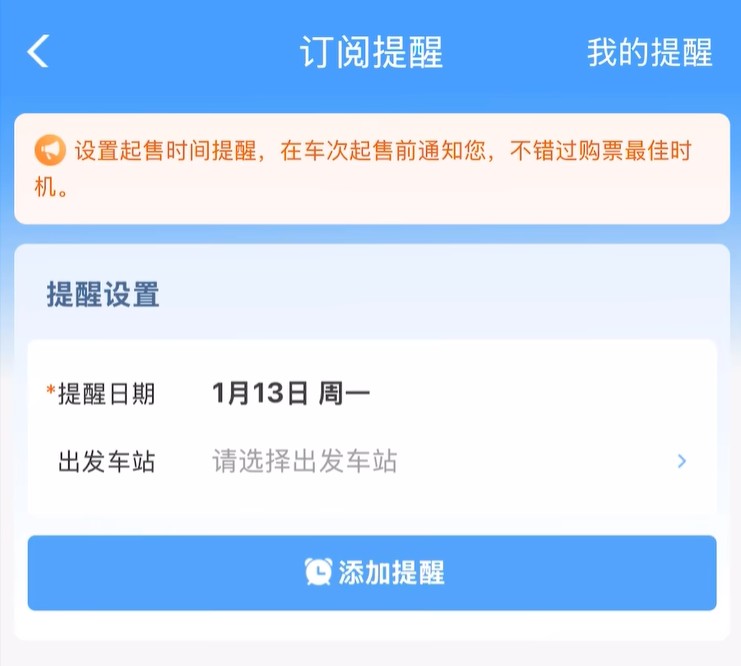 订阅提醒
我的提醒
设置起售时间提醒，在车次起售前通知您，不错过购票最佳时
机。
提醒设置
*提醒日期 1月13日 周一
出发车站 请选择出发车站
添加提醒